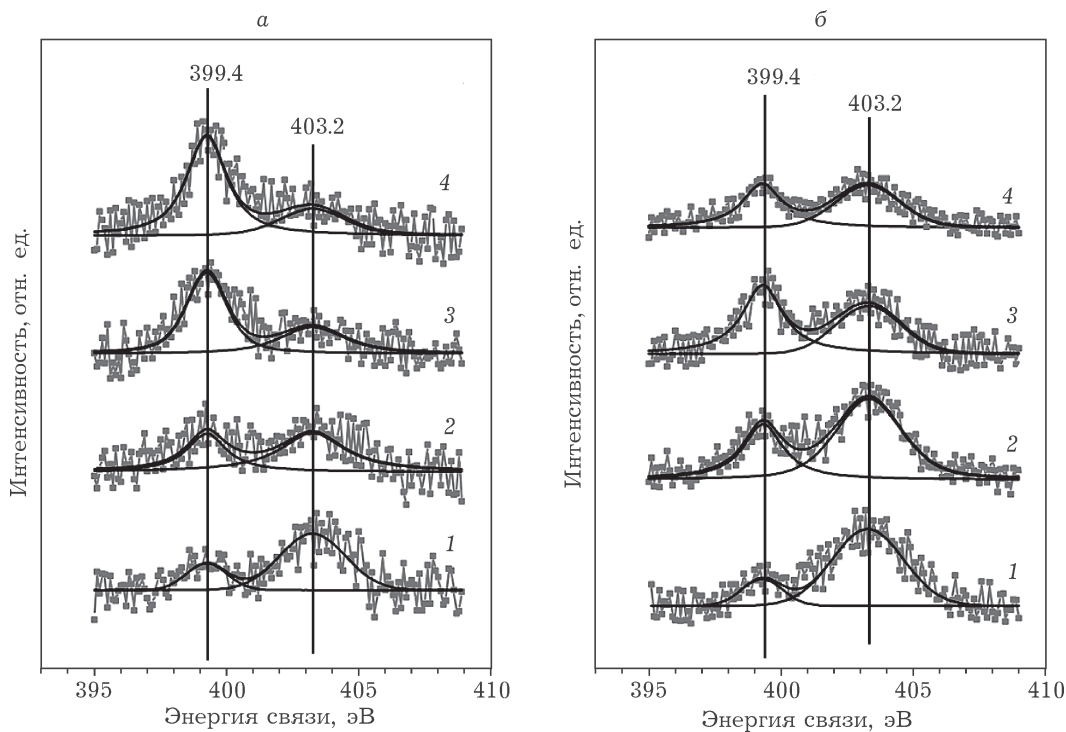 а
399.4
403.2
4
3
2
1
Интенсивность, отн. ед.
395 400 405 410
Энергия связи, эВ
б
399.4
403.2
4
3
2
1
Интенсивность, отн. ед.
395 400 405 410
Энергия связи, эВ